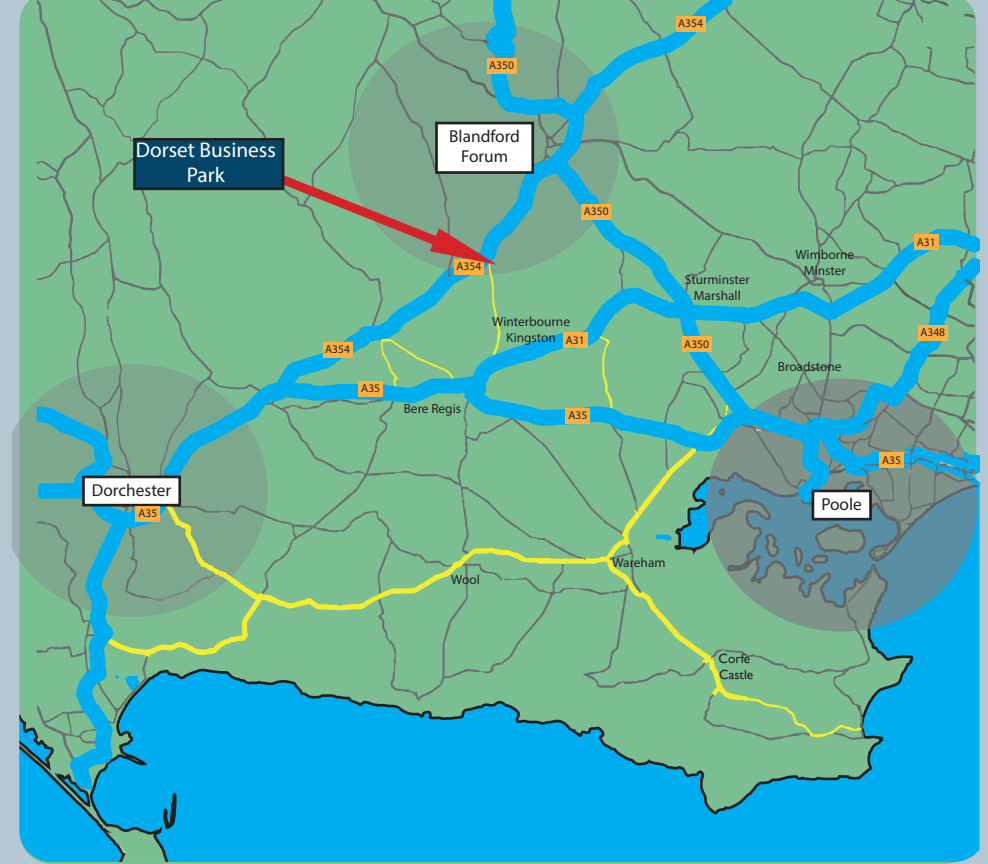 A354
A350
Blandford
Forum
Dorset Business
Park
A350
A31
Wimborne
Minster
A354
Sturminster
Marshall
Winterbourne
Kingston
A31
A348
A350
A354
Broadstone
A35
Bere Regis
A35
A35
Dorchester
Poole
A35
Wareham
Wool
Corfe
Castle